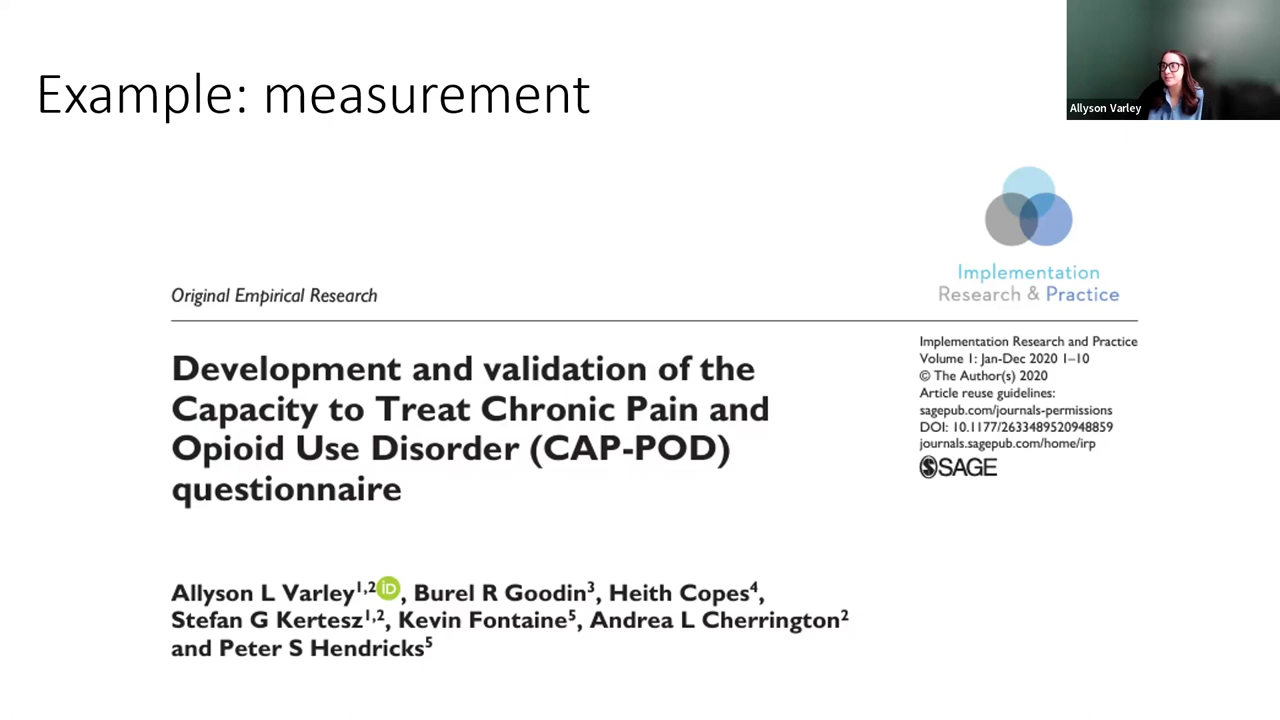 Example: measurement
Allyson Varley
Implementation
Research & Practice
Original Empirical Research
Development and validation of the
Capacity to Treat Chronic Pain and
Opioid Use Disorder (CAP-POD)
questionnaire
Implementation Research and Practice
Volume 1: Jan-Dec 2020 1–10
© The Author(s) 2020
Article reuse guidelines:
sagepub.com/journals-permissions
DOI: 10.1177/2633489520948859
journals.sagepub.com/home/irp
SAGE
Allyson L Varley1,2 iD, Burel R Goodin3, Heith Copes4,
Stefan G Kertesz1,2, Kevin Fontaine5, Andrea L Cherrington2
and Peter S Hendricks5